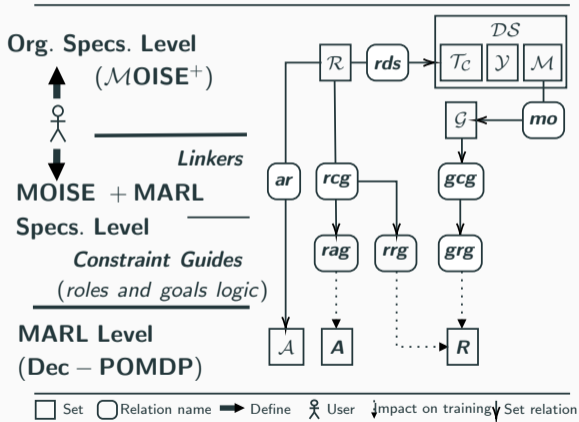 Org. Specs. Level
(MOISE⁺)
Linkers
MOISE + MARL
Specs. Level
Constraint Guides
(roles and goals logic)
MARL Level
(Dec − POMDP)
DS
R rds T_C Y M
G mo
ar rcg gcg
rag rrg grg
A A R
Set Relation name Define User Impact on training Set relation